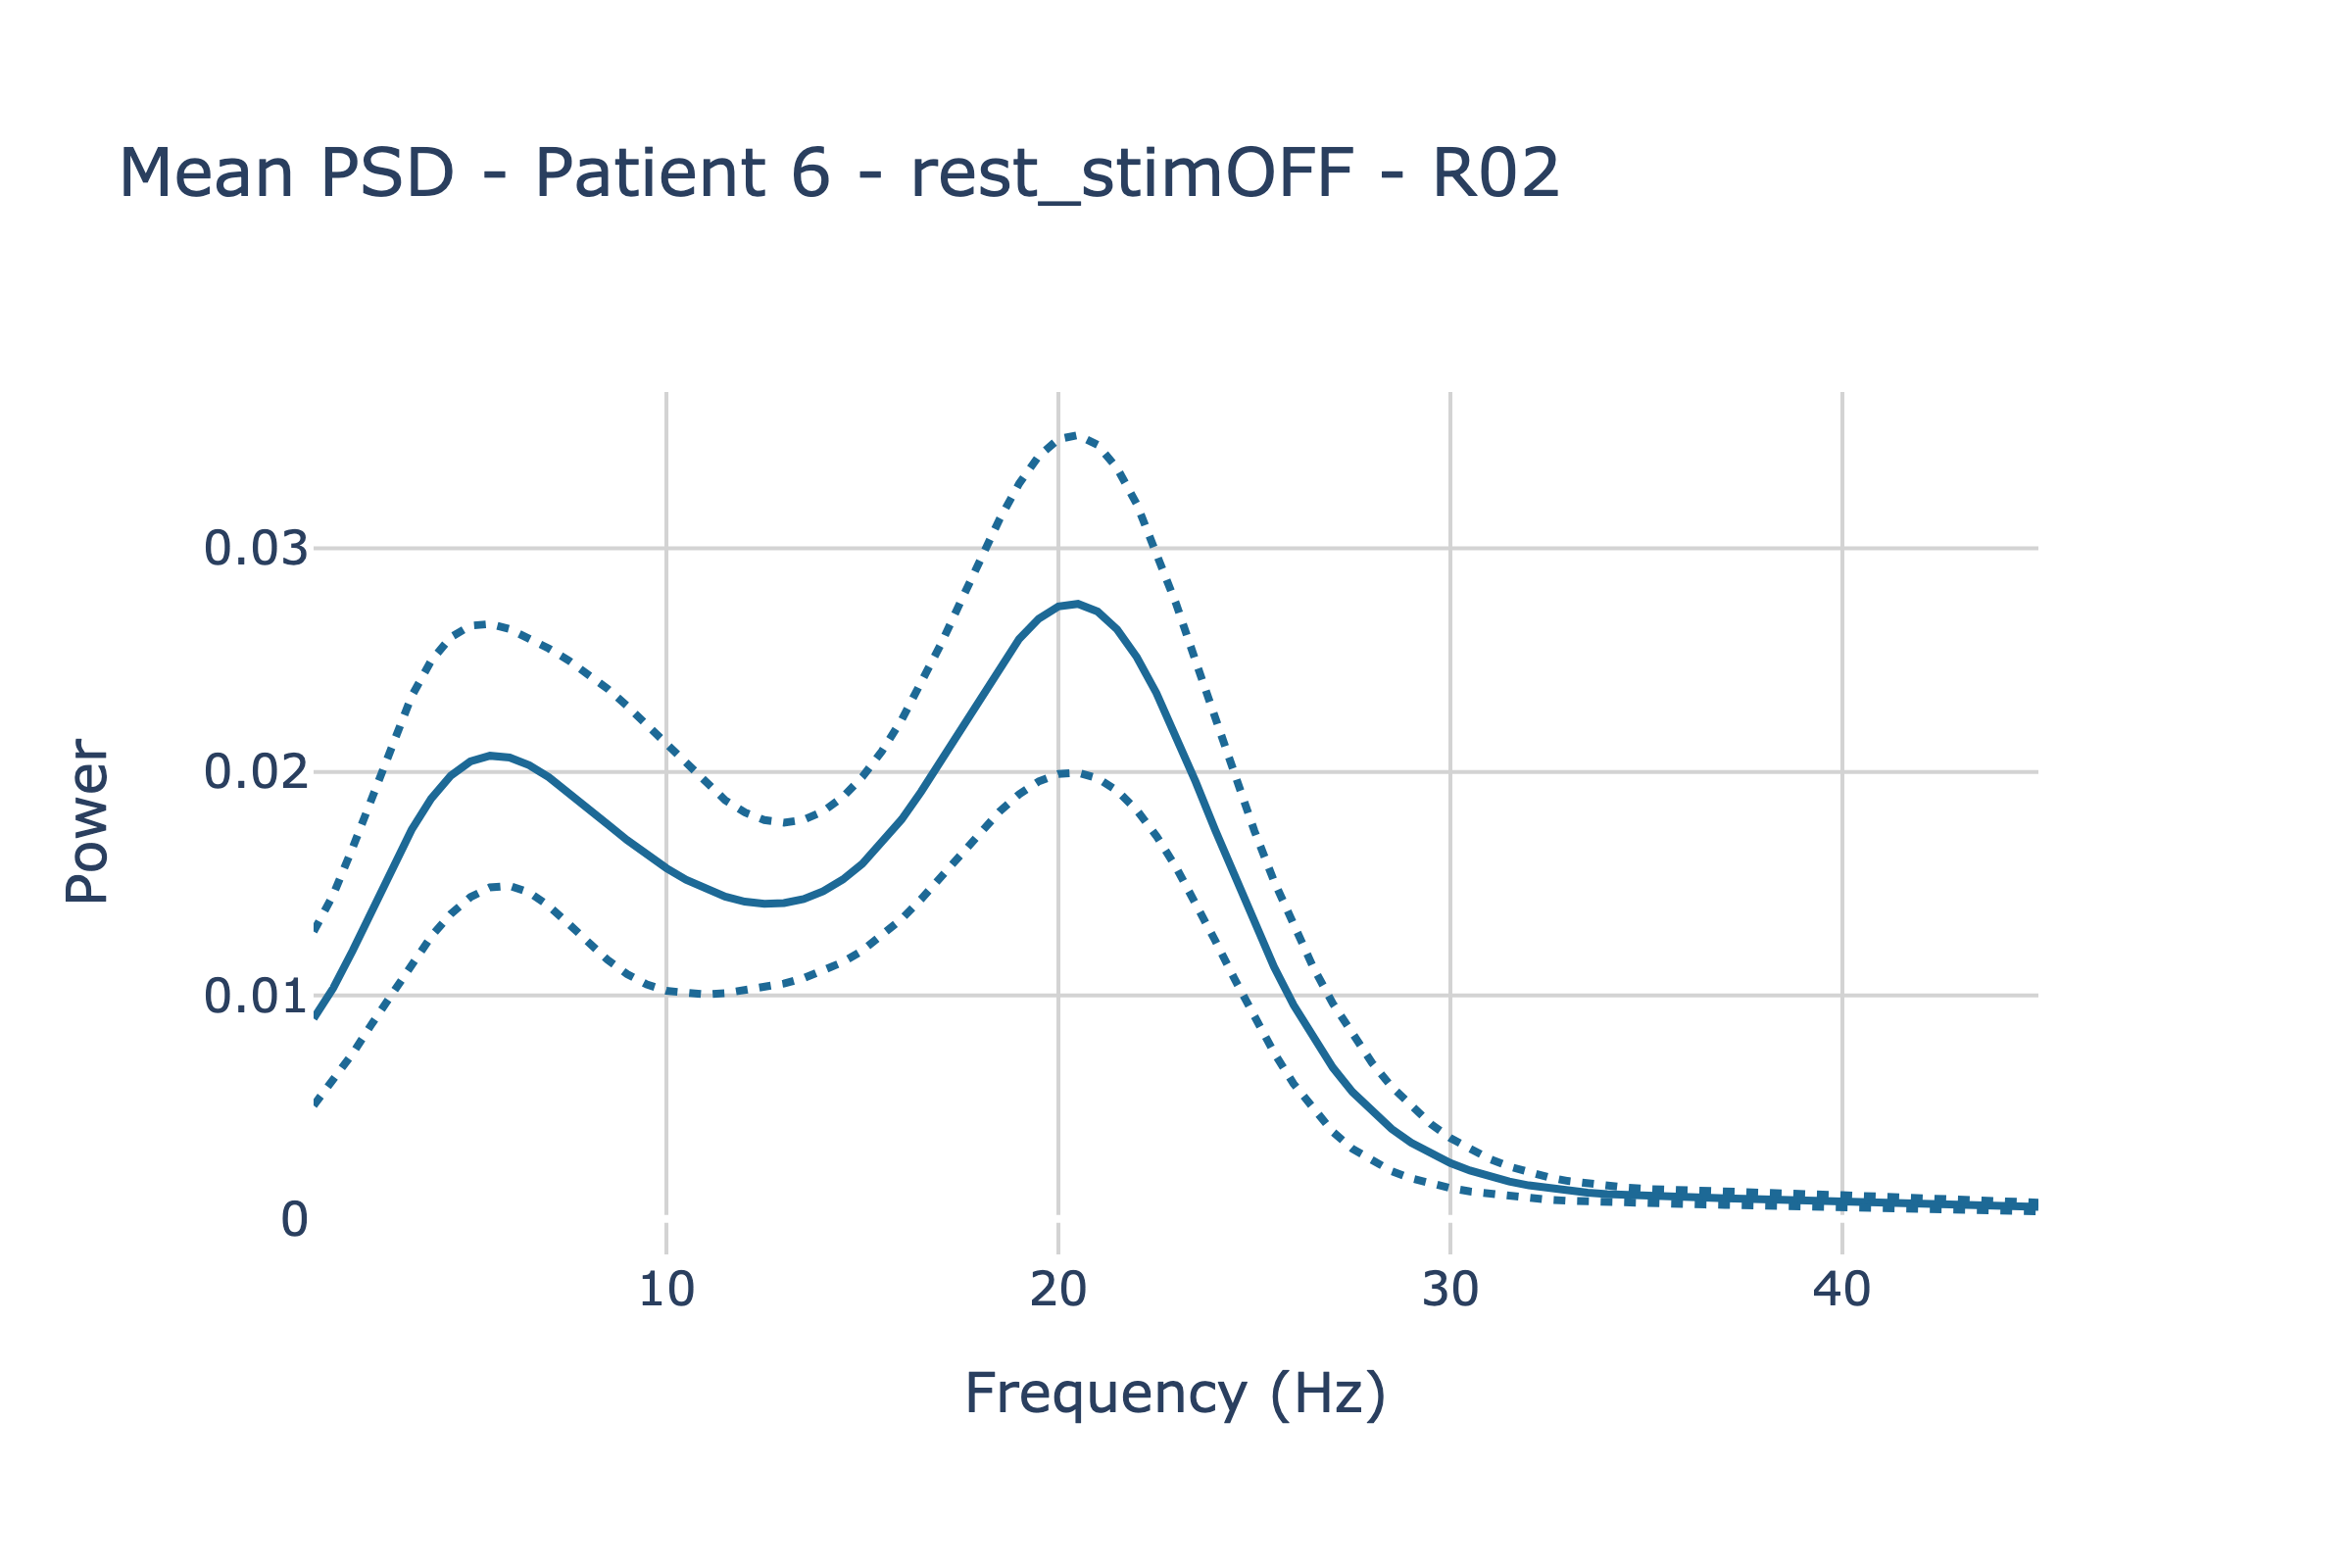 Mean PSD - Patient 6 - rest_stimOFF - R02
Power
0.03
0.02
0.01
0
10 20 30 40
Frequency (Hz)